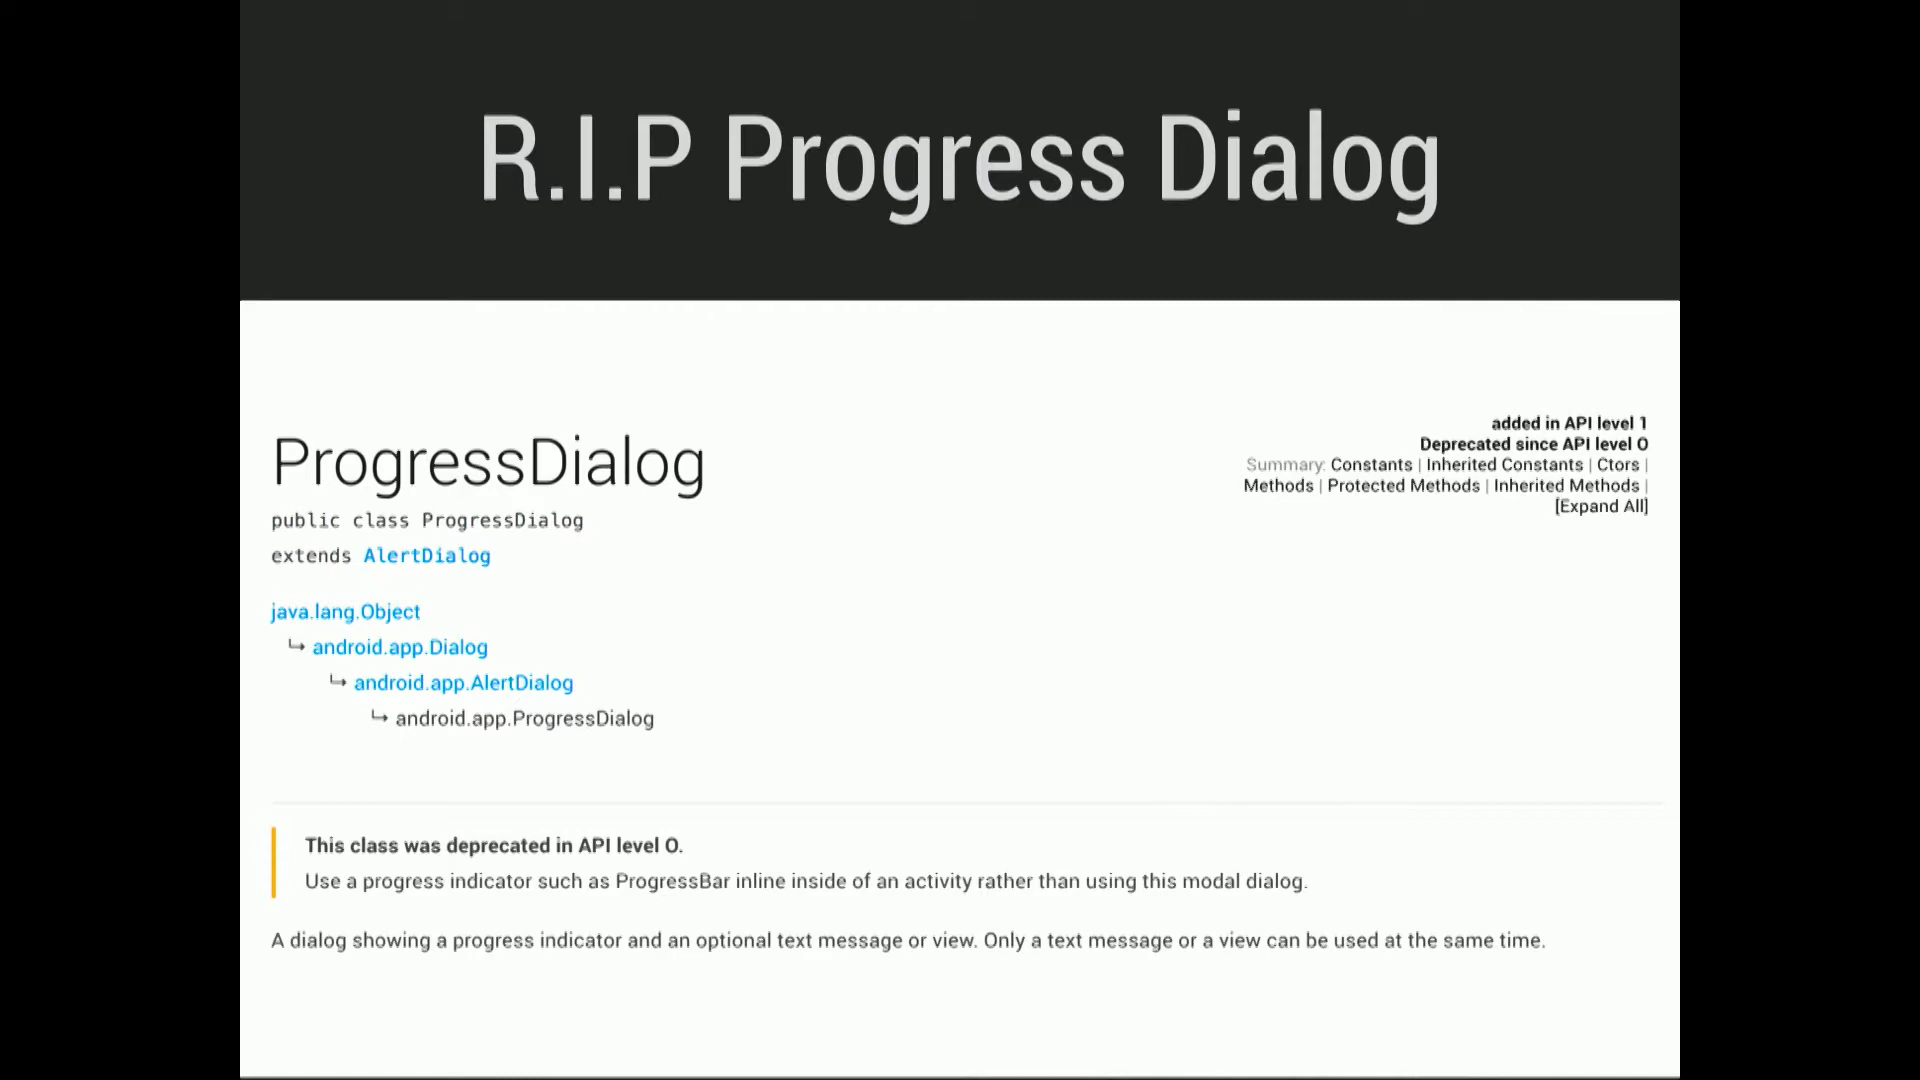 R.I.P Progress Dialog
added in API level 1
Deprecated since API level O
Summary: Constants | Inherited Constants | Ctors |
Methods | Protected Methods | Inherited Methods |
[Expand All]
ProgressDialog
public class ProgressDialog
extends AlertDialog
java.lang.Object
↳ android.app.Dialog
↳ android.app.AlertDialog
↳ android.app.ProgressDialog
This class was deprecated in API level O.
Use a progress indicator such as ProgressBar inline inside of an activity rather than using this modal dialog.
A dialog showing a progress indicator and an optional text message or view. Only a text message or a view can be used at the same time.